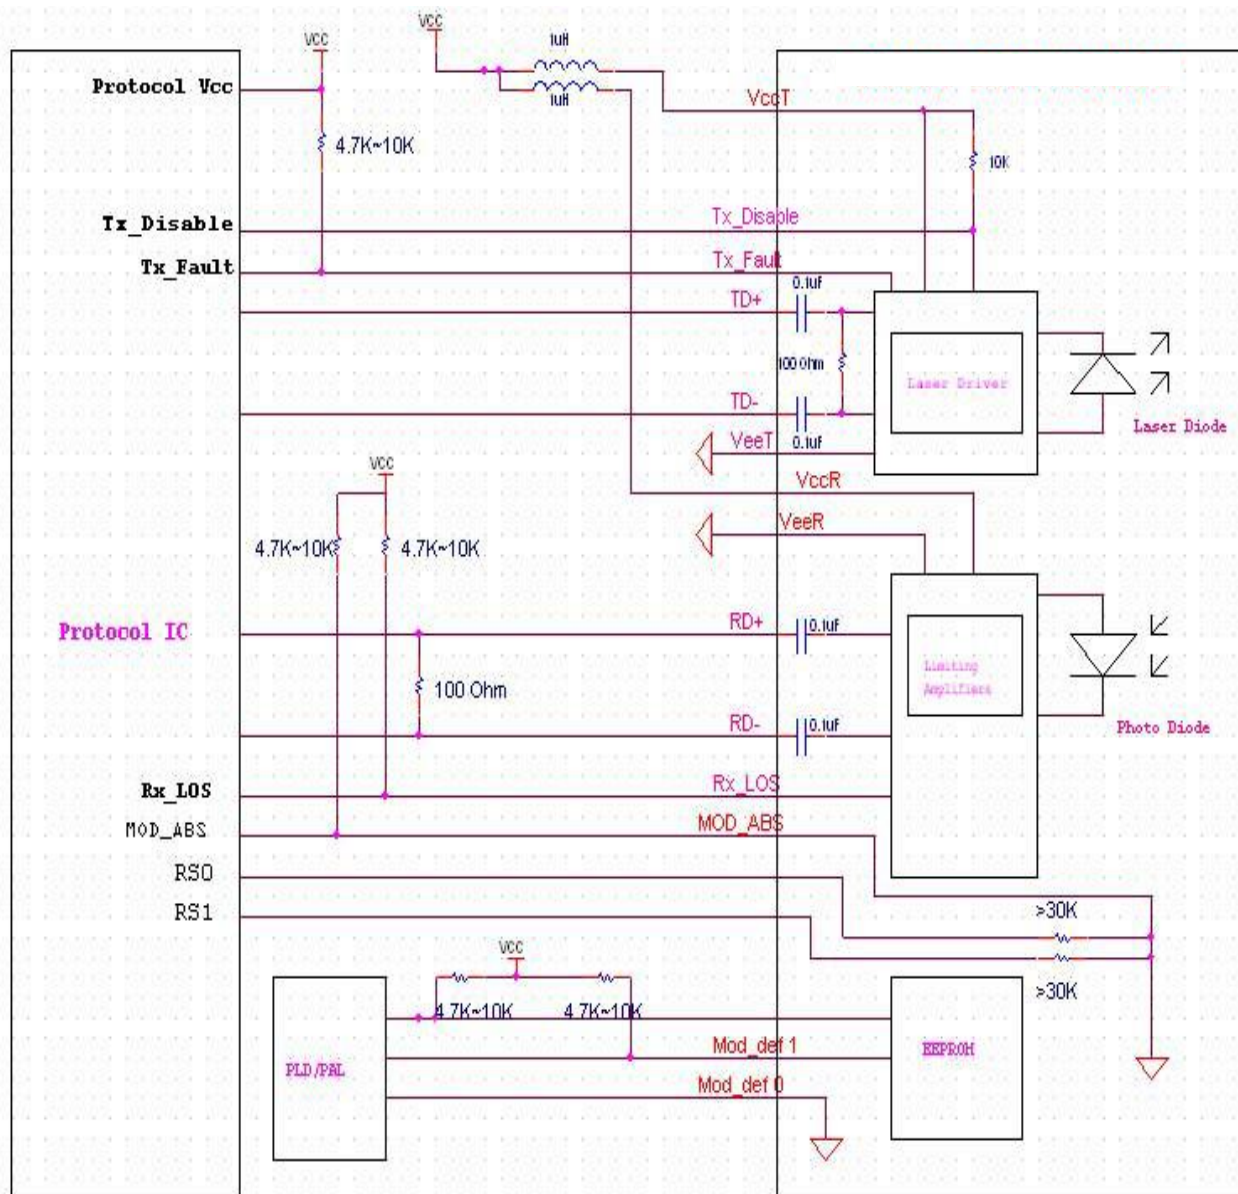 VCC
VCC
1uH
Protocol Vcc
1uH
VccT
4.7K~10K
10K
Tx_Disable
Tx_Disable
Tx_Fault
Tx_Fault
0.1uF
TD+
100 Ohm
Laser Driver
TD-
Laser Diode
VeeT
0.1uF
VCC
VccR
VeeR
4.7K~10K
4.7K~10K
Protocol IC
RD+
0.1uF
Limiting
Amplifiers
100 Ohm
RD-
0.1uF
Photo Diode
Rx_LOS
Rx_LOS
MOD_ABS
MOD_ABS
RS0
RS1
>30K
VCC
>30K
4.7K~10K
4.7K~10K
Mod_def 1
EEPROM
PLD/PAL
Mod_def 0